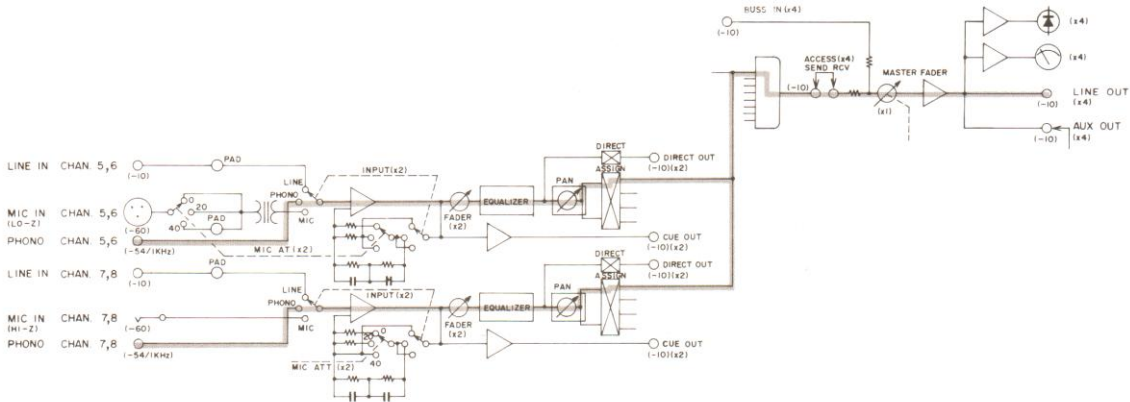 BUSS IN (x4)
(-10)
(x4)
(x4)
ACCESS(x4)
SEND RCV
(-10)
MASTER FADER
(x1)
LINE OUT
(-10)
(x4)
AUX OUT
(-10)
(x4)
LINE IN CHAN. 5,6
(-10)
PAD
LINE
PHONO
MIC
INPUT(x2)
DIRECT
DIRECT OUT
(-10)(x2)
ASSIGN
PAN
EQUALIZER
FADER
(x2)
MIC IN CHAN. 5,6
(LO-Z)
(-60)
0
20
40
PAD
MIC AT(x2)
PHONO CHAN. 5,6
(-54/1KHz)
CUE OUT
(-10)(x2)
LINE IN CHAN. 7,8
(-10)
PAD
LINE
PHONO
MIC
INPUT(x2)
DIRECT
DIRECT OUT
(-10)(x2)
ASSIGN
PAN
EQUALIZER
FADER
(x2)
MIC IN CHAN. 7,8
(HI-Z)
(-60)
PHONO CHAN. 7,8
(-54/1KHz)
0
20
40
MIC ATT (x2)
CUE OUT
(-10)(x2)